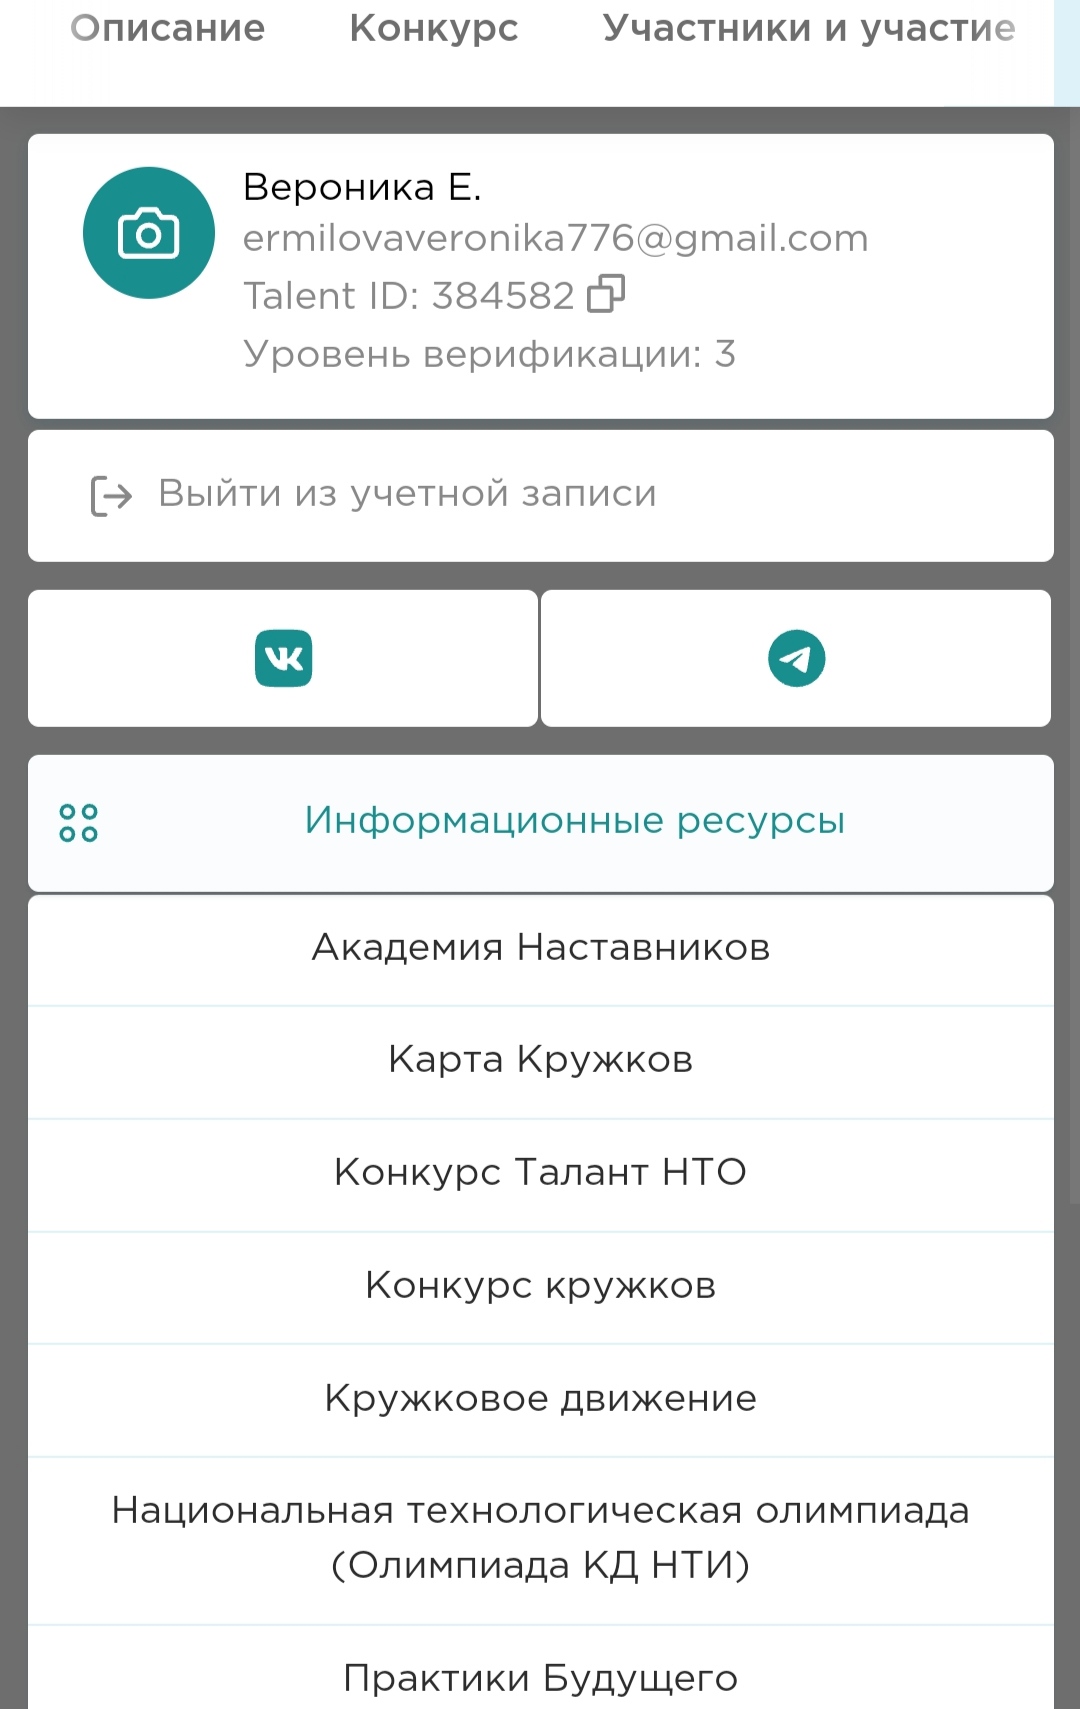 Описание Конкурс Участники и участие
Вероника Е.
ermilovaveronika776@gmail.com
Talent ID: 384582
Уровень верификации: 3
Выйти из учетной записи
Информационные ресурсы
Академия Наставников
Карта Кружков
Конкурс Талант НТО
Конкурс кружков
Кружковое движение
Национальная технологическая олимпиада
(Олимпиада КД НТИ)
Практики Будущего